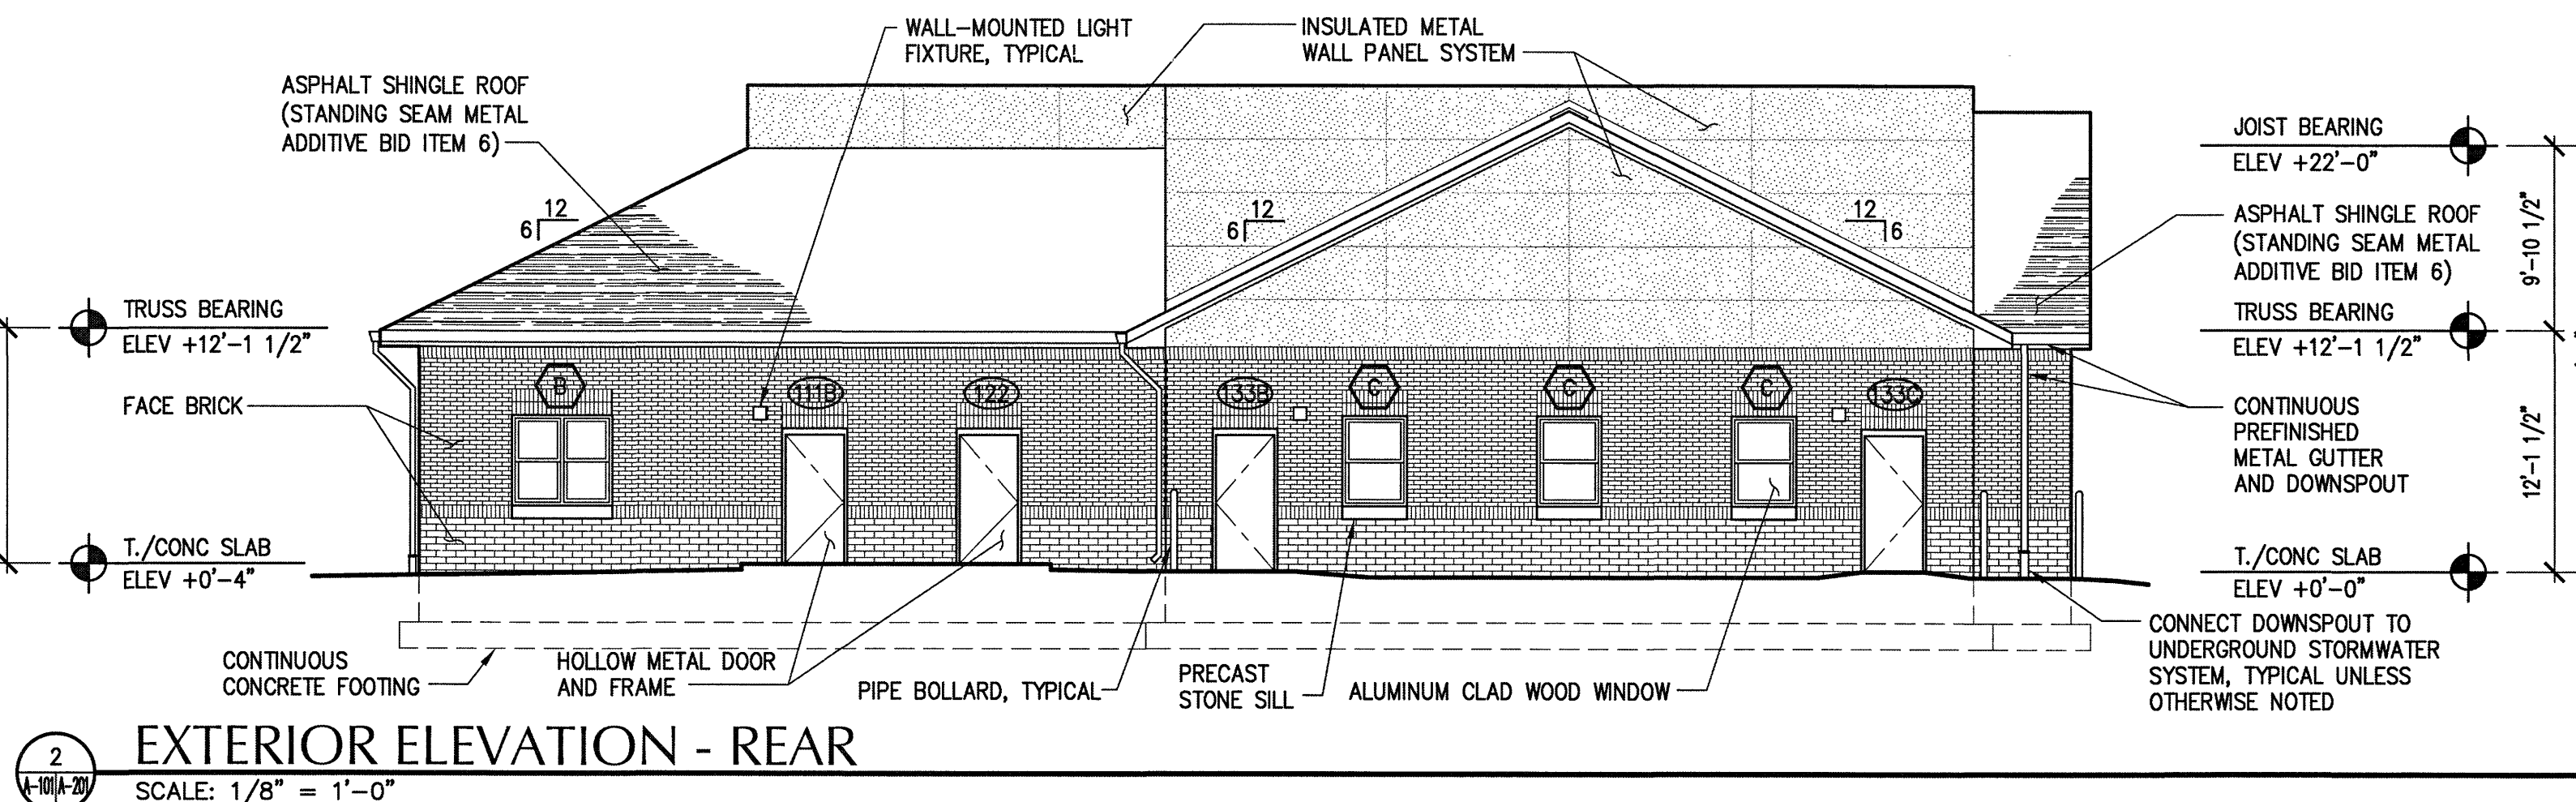 WALL-MOUNTED LIGHT
FIXTURE, TYPICAL
INSULATED METAL
WALL PANEL SYSTEM
ASPHALT SHINGLE ROOF
(STANDING SEAM METAL
ADDITIVE BID ITEM 6)
12
6
12
6
12
6
JOIST BEARING
ELEV +22'-0"
ASPHALT SHINGLE ROOF
(STANDING SEAM METAL
ADDITIVE BID ITEM 6)
9'-10 1/2"
TRUSS BEARING
ELEV +12'-1 1/2"
TRUSS BEARING
ELEV +12'-1 1/2"
FACE BRICK
B
111B
122
133B
C
C
C
133C
CONTINUOUS
PREFINISHED
METAL GUTTER
AND DOWNSPOUT
12'-1 1/2"
T./CONC SLAB
ELEV +0'-4"
T./CONC SLAB
ELEV +0'-0"
CONTINUOUS
CONCRETE FOOTING
HOLLOW METAL DOOR
AND FRAME
PIPE BOLLARD, TYPICAL
PRECAST
STONE SILL
ALUMINUM CLAD WOOD WINDOW
CONNECT DOWNSPOUT TO
UNDERGROUND STORMWATER
SYSTEM, TYPICAL UNLESS
OTHERWISE NOTED
2
A-101 A-201
EXTERIOR ELEVATION - REAR
SCALE: 1/8" = 1'-0"